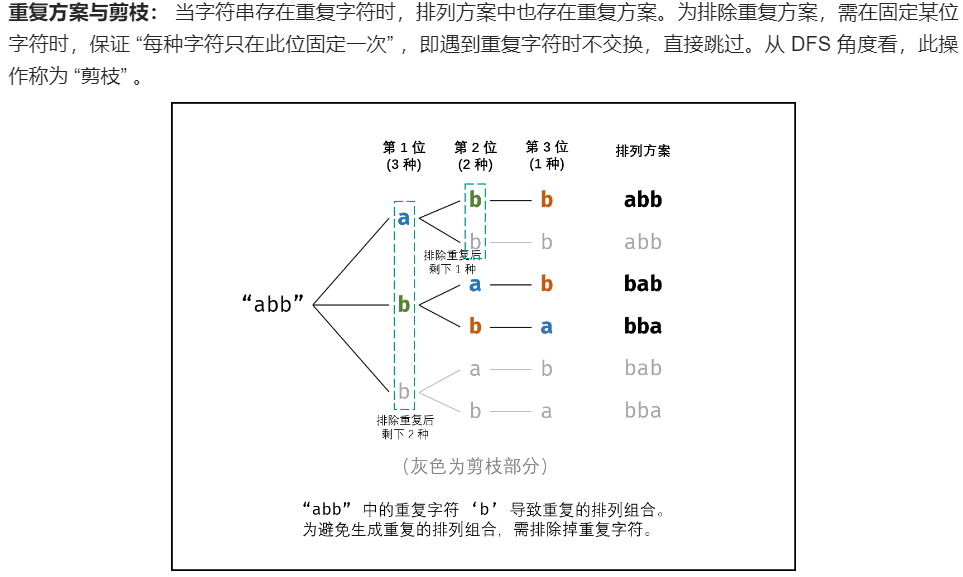 重复方案与剪枝： 当字符串存在重复字符时，排列方案中也存在重复方案。为排除重复方案，需在固定某位
字符时，保证 “每种字符只在此位固定一次” ，即遇到重复字符时不交换，直接跳过。从 DFS 角度看，此操
作称为 “剪枝” 。
第 1 位 第 2 位 第 3 位 排列方案
(3 种) (2 种) (1 种)
b b abb
a
b b abb
排除重复后
剩下 1 种
a b bab
“abb” b
b a bba
a b bab
b
b a bba
排除重复后
剩下 2 种
（灰色为剪枝部分）
“abb” 中的重复字符 ‘b’ 导致重复的排列组合。
为避免生成重复的排列组合，需排除掉重复字符。